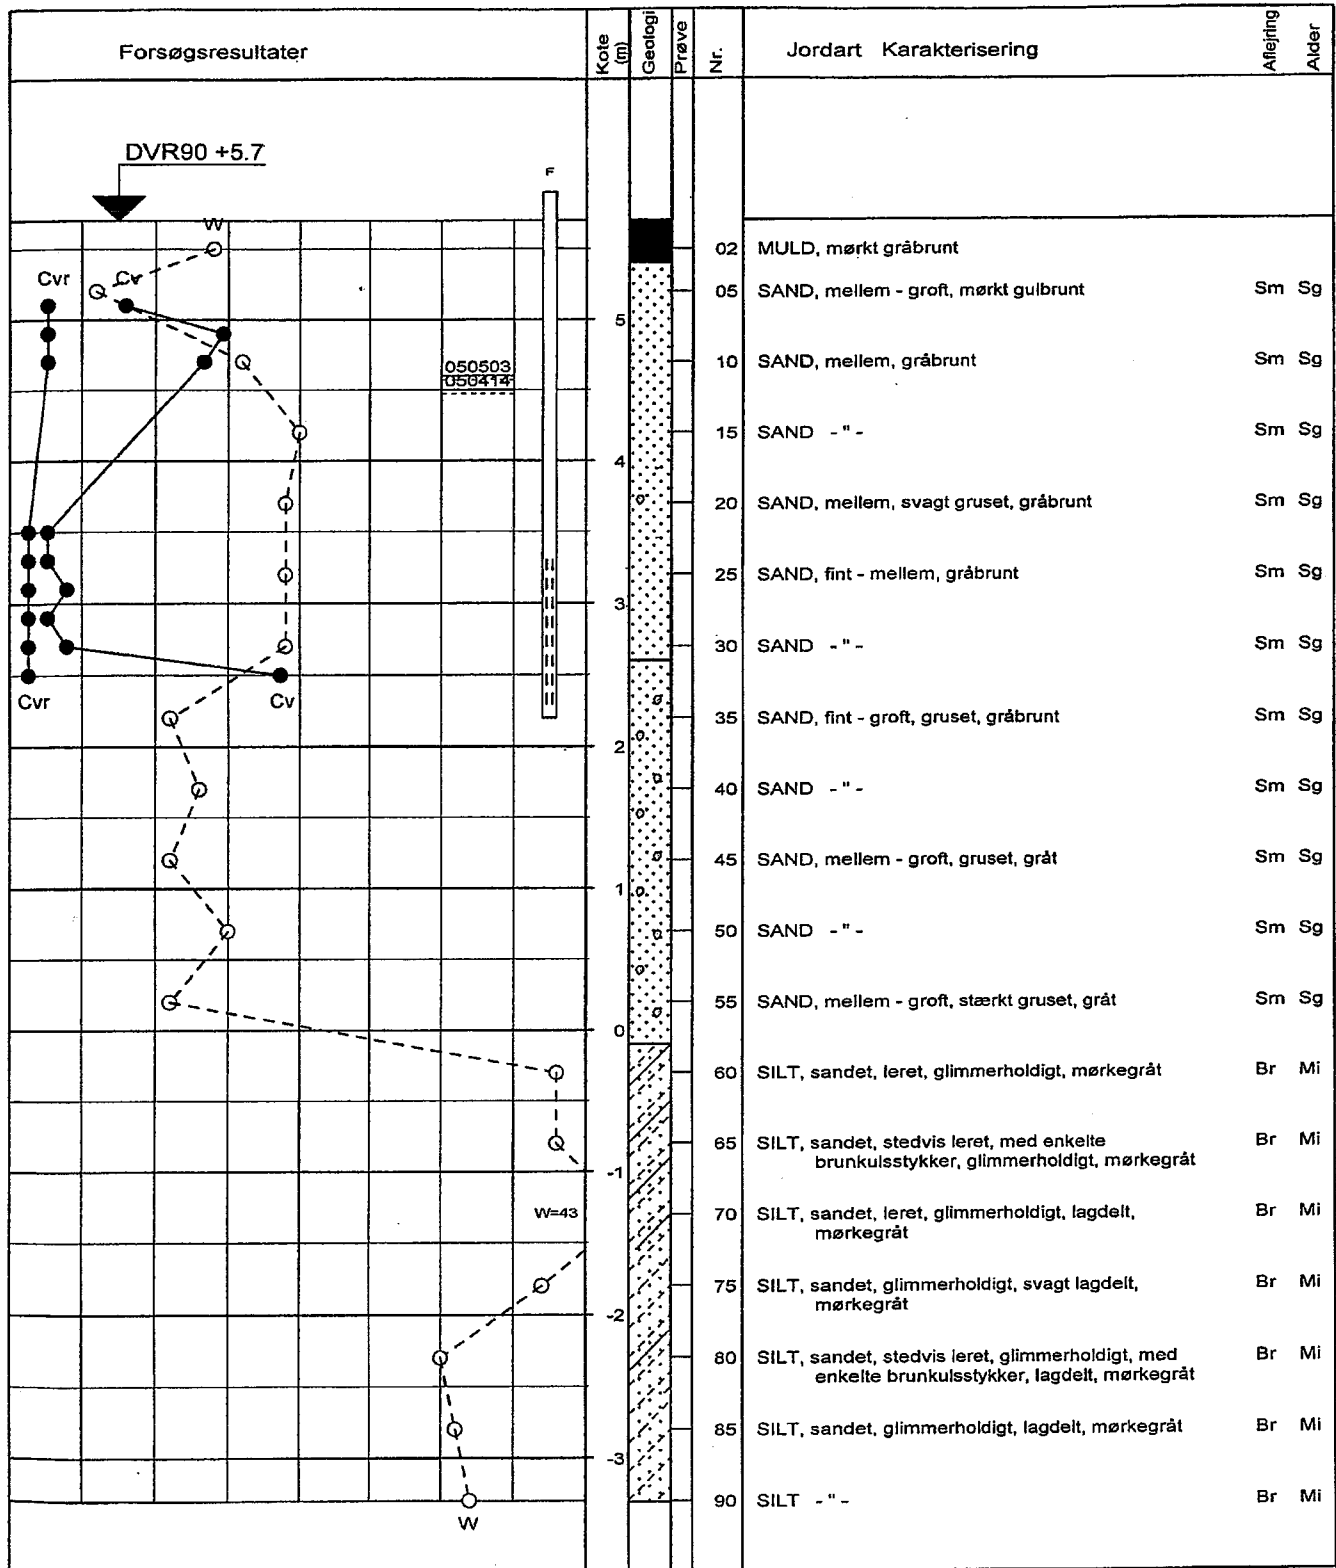 Forsøgsresultater
Kote (m)
Geologi
Prøve
Nr.
Jordart Karakterisering
Aflejring
Alder
DVR90 +5.7
F
W
02 MULD, mørkt gråbrunt
Cvr Cv
05 SAND, mellem - groft, mørkt gulbrunt Sm Sg
5
050503
10 SAND, mellem, gråbrunt Sm Sg
050414
15 SAND - " - Sm Sg
4
20 SAND, mellem, svagt gruset, gråbrunt Sm Sg
25 SAND, fint - mellem, gråbrunt Sm Sg
3
30 SAND - " - Sm Sg
Cvr Cv
35 SAND, fint - groft, gruset, gråbrunt Sm Sg
2
40 SAND - " - Sm Sg
45 SAND, mellem - groft, gruset, gråt Sm Sg
1
50 SAND - " - Sm Sg
55 SAND, mellem - groft, stærkt gruset, gråt Sm Sg
0
60 SILT, sandet, leret, glimmerholdigt, mørkegråt Br Mi
65 SILT, sandet, stedvis leret, med enkelte Br Mi
brunkulsstykker, glimmerholdigt, mørkegråt
-1
W=43
70 SILT, sandet, leret, glimmerholdigt, lagdelt, Br Mi
mørkegråt
75 SILT, sandet, glimmerholdigt, svagt lagdelt, Br Mi
mørkegråt
-2
80 SILT, sandet, stedvis leret, glimmerholdigt, med Br Mi
enkelte brunkulsstykker, lagdelt, mørkegråt
85 SILT, sandet, glimmerholdigt, lagdelt, mørkegråt Br Mi
-3
90 SILT - " - Br Mi
W